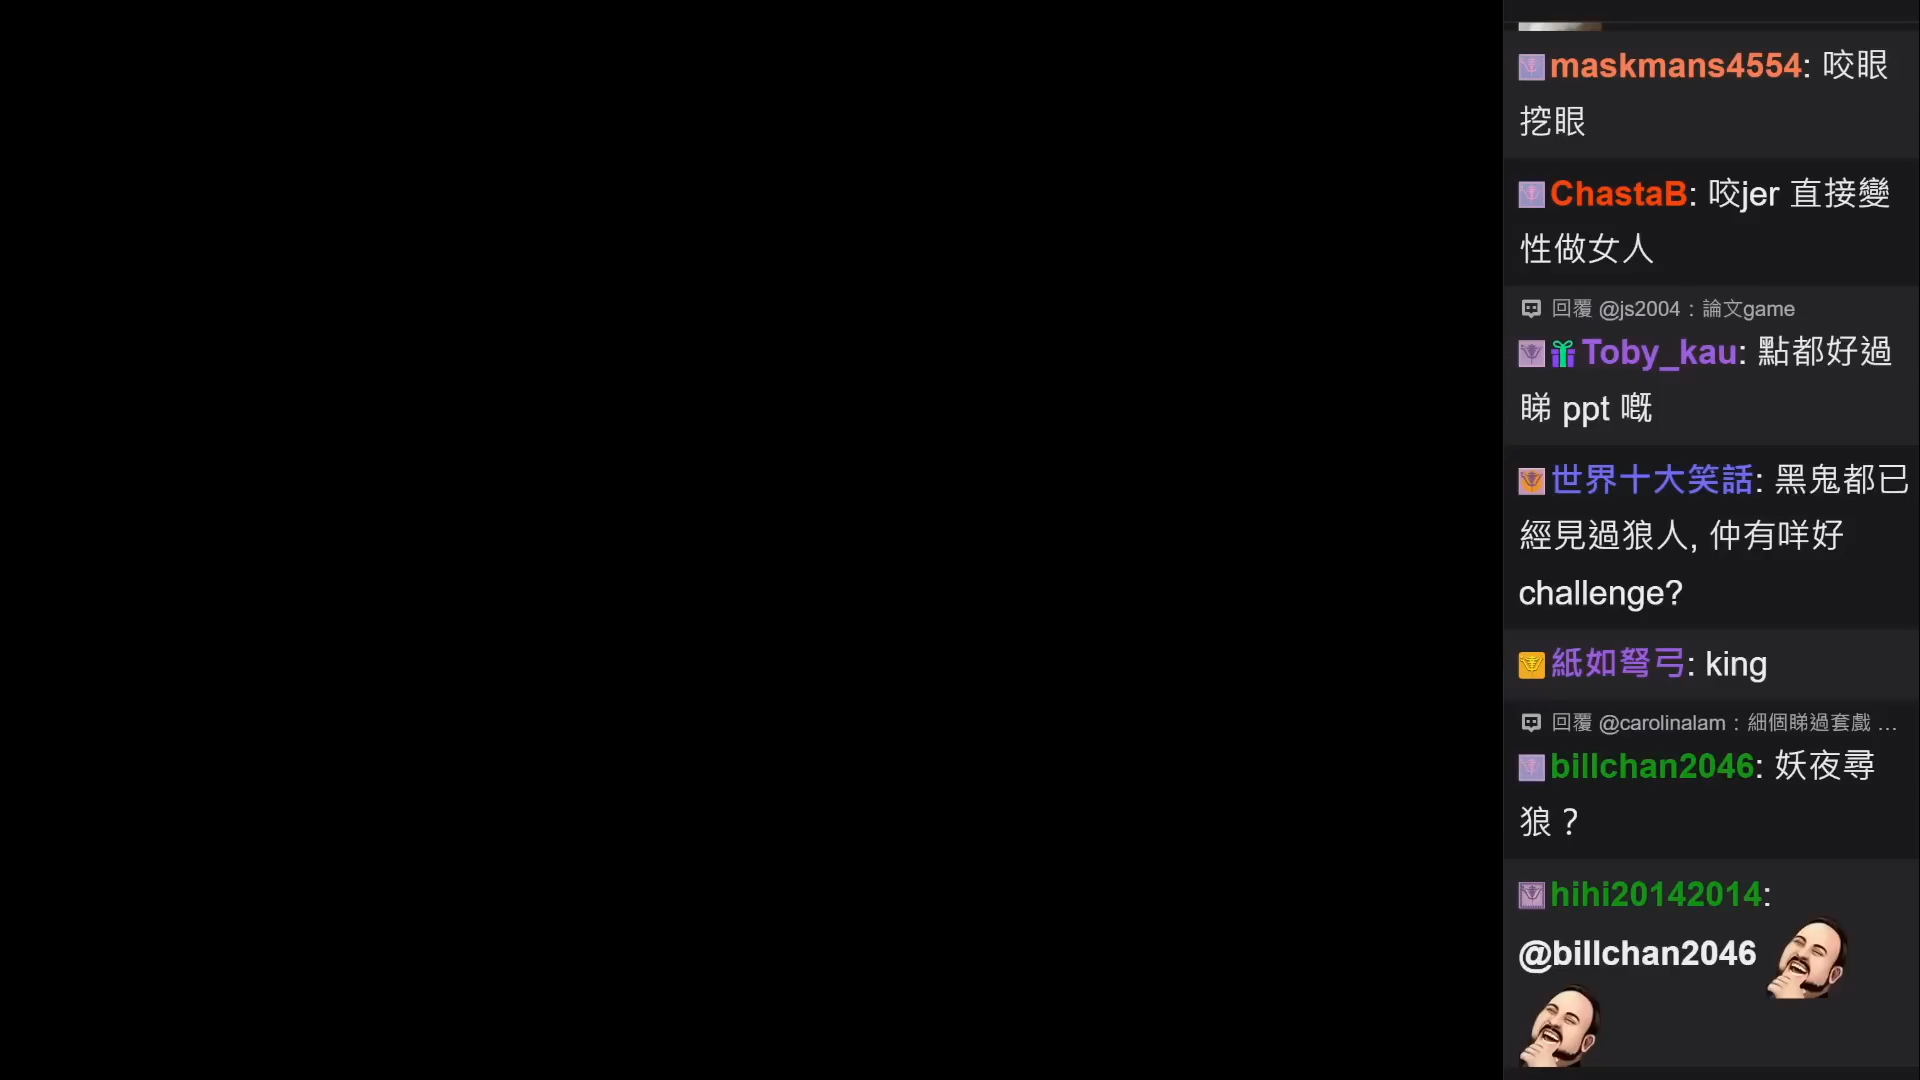 maskmans4554: 咬眼
挖眼
ChastaB: 咬jer 直接變
性做女人
回覆 @js2004：論文game
Toby_kau: 點都好過
睇 ppt 嘅
世界十大笑話: 黑鬼都已
經見過狼人, 仲有咩好
challenge?
紙如弩弓: king
回覆 @carolinalam：細個睇過套戲 ...
billchan2046: 妖夜尋
狼？
hihi20142014:
@billchan2046